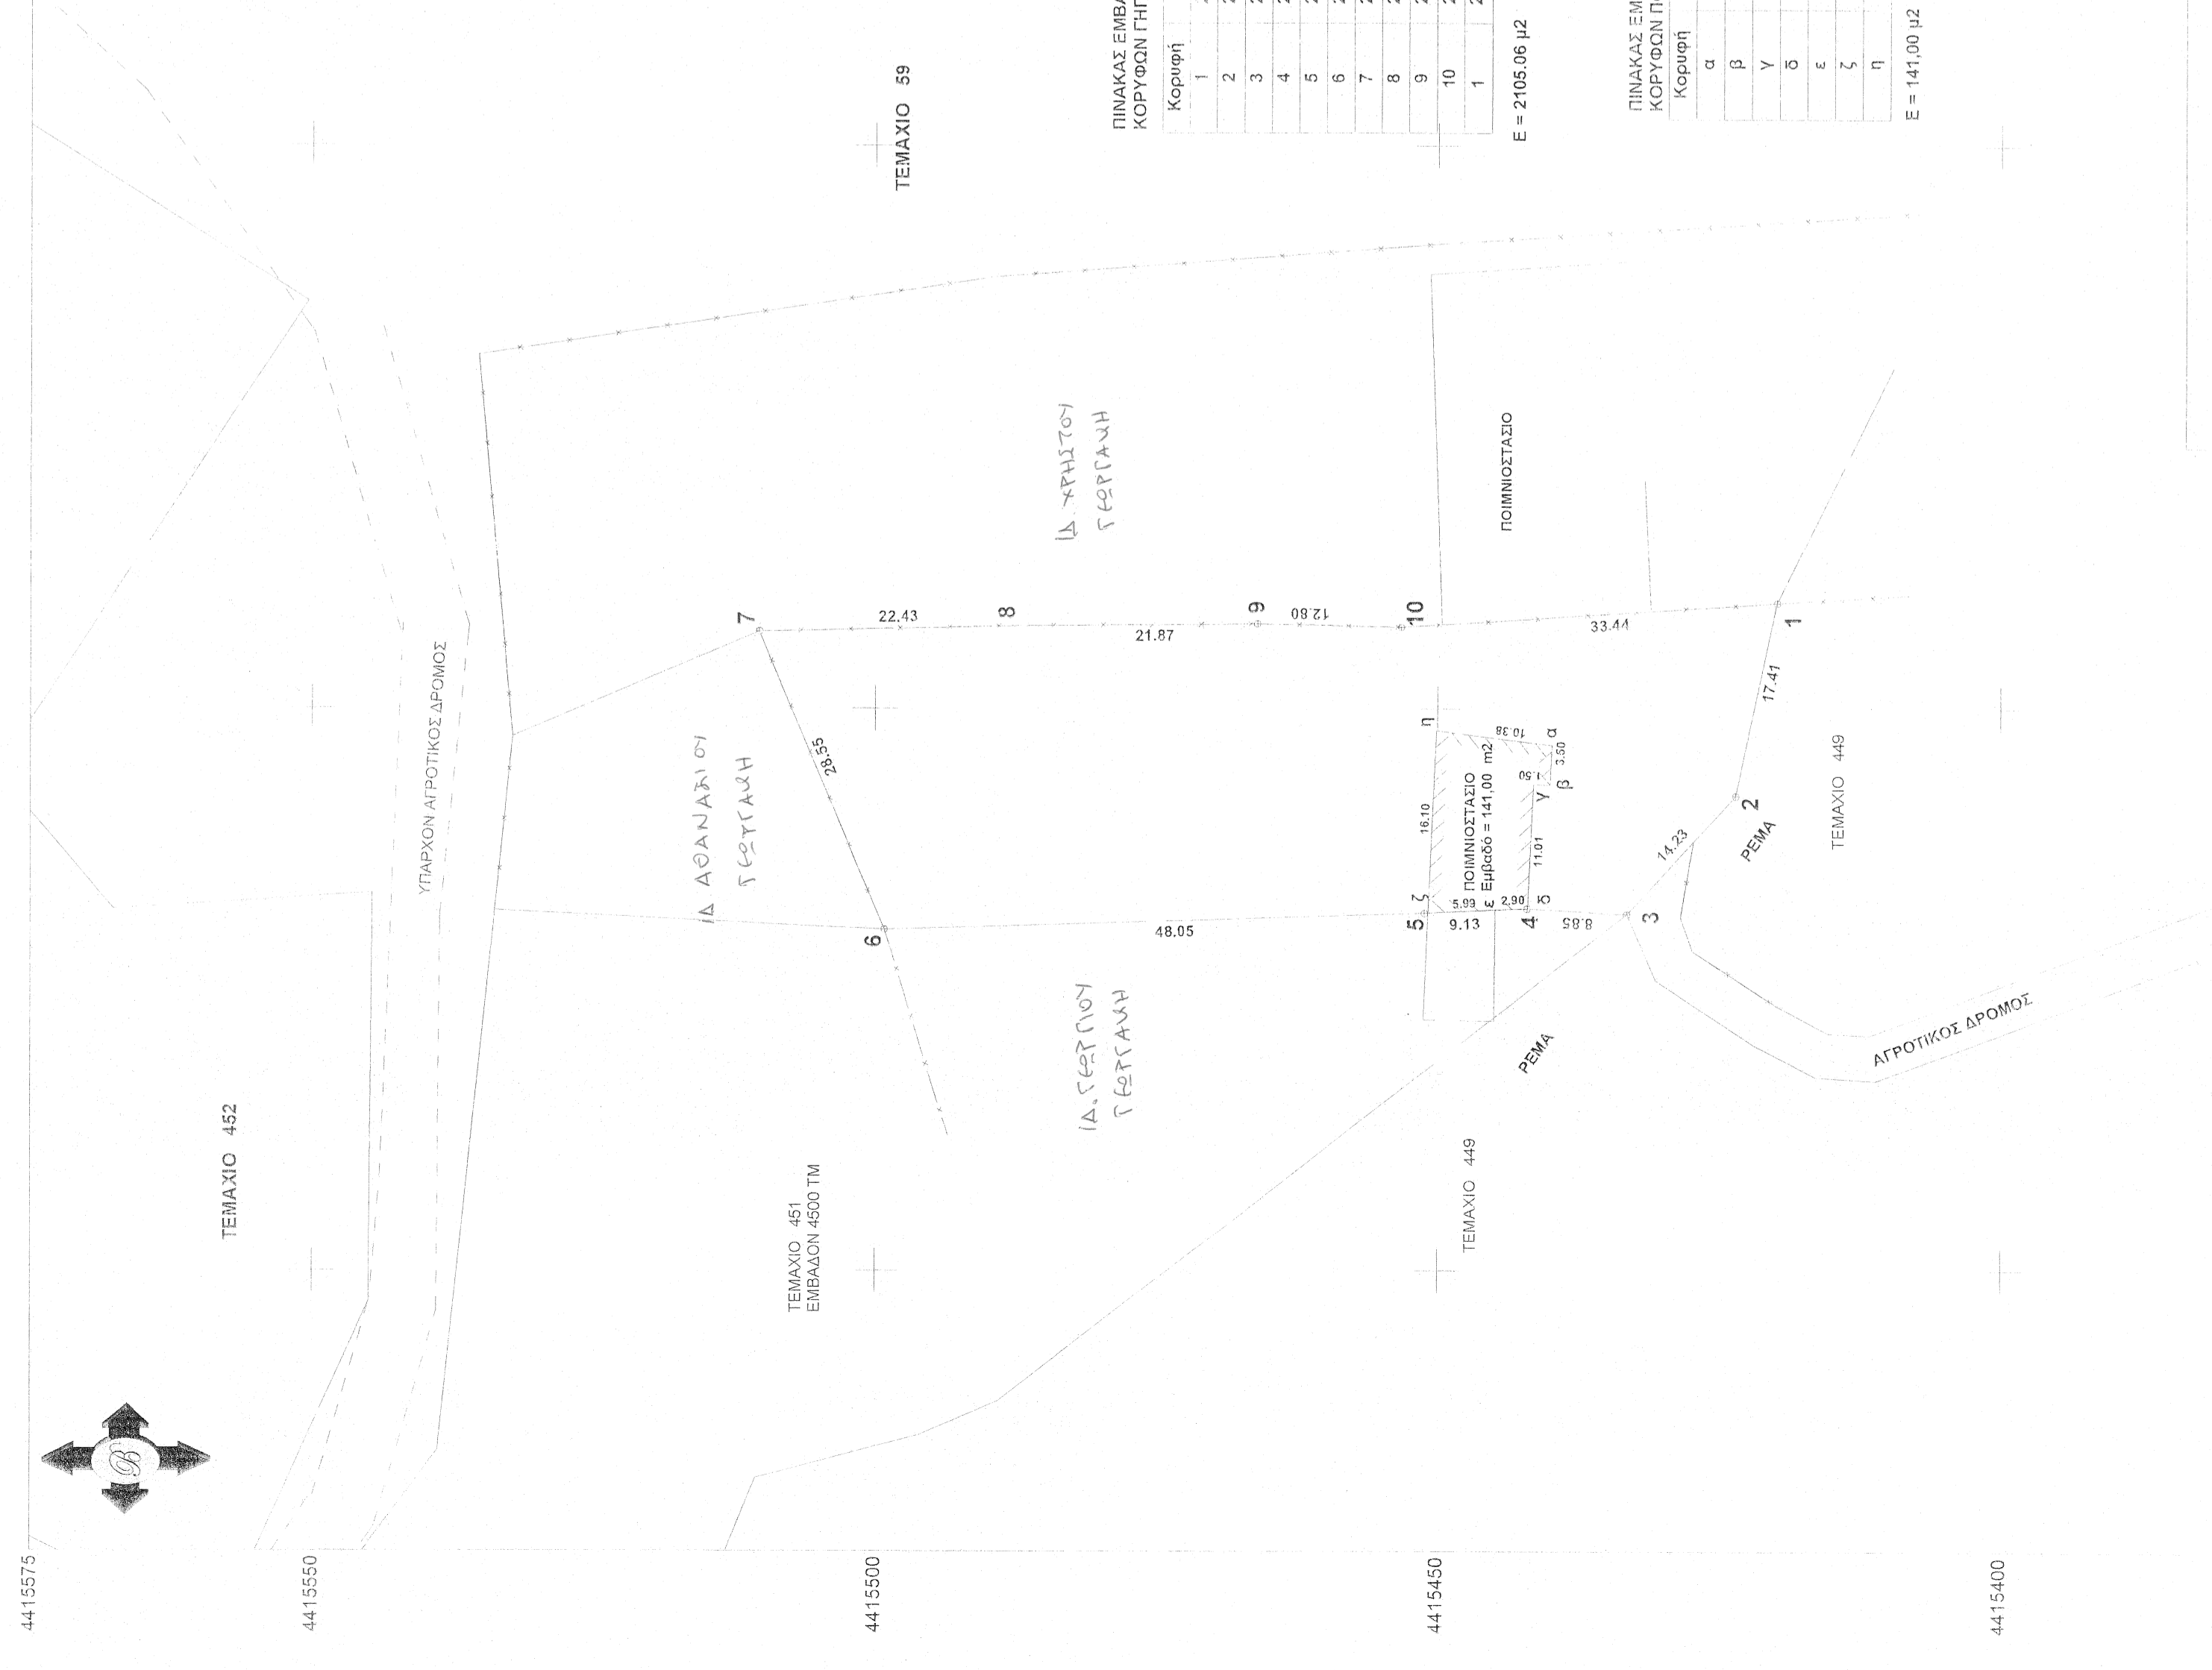 4415575
4415550
4415500
4415450
4415400
Β
ΤΕΜΑΧΙΟ 452
ΥΠΑΡΧΟΝ ΑΓΡΟΤΙΚΟΣ ΔΡΟΜΟΣ
ΤΕΜΑΧΙΟ 59
ΙΔ ΑΘΑΝΑΣΙΟΥ
ΓΕΩΡΓΑΚΗ
ΙΔ. ΧΡΗΣΤΟΥ
ΓΕΩΡΓΑΚΗ
ΙΔ. ΓΕΩΡΓΙΟΥ
ΓΕΩΡΓΑΚΗ
ΤΕΜΑΧΙΟ 451
ΕΜΒΑΔΟΝ 4500 ΤΜ
7
28.55
6
22.43
8
21.87
9
12.80
10
33.44
1
17.41
2
14.23
3
8.85
4
9.13
5
48.05
ΠΟΙΜΝΙΟΣΤΑΣΙΟ
ΠΟΙΜΝΙΟΣΤΑΣΙΟ
Εμβαδό = 141,00 m2
η
16.10
ζ
5.99
ε
2.90
δ
11.01
γ
1.50
β
3.60
α
10.38
ΡΕΜΑ
ΡΕΜΑ
ΤΕΜΑΧΙΟ 449
ΤΕΜΑΧΙΟ 449
ΑΓΡΟΤΙΚΟΣ ΔΡΟΜΟΣ
ΠΙΝΑΚΑΣ ΕΜΒΑ
ΚΟΡΥΦΩΝ ΓΗΠ
Κορυφή
1
2
3
4
5
6
7
8
9
10
1
E = 2105.06 μ2
ΠΙΝΑΚΑΣ ΕΜ
ΚΟΡΥΦΩΝ ΠΟ
Κορυφή
α
β
γ
δ
ε
ζ
η
E = 141,00 μ2